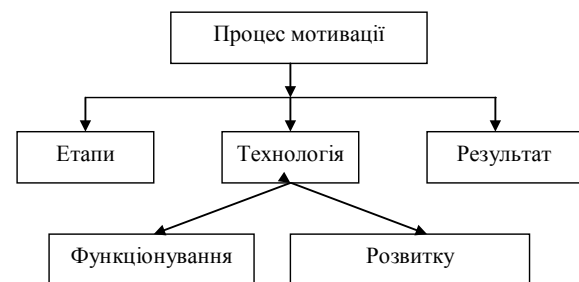 Процес мотивації
Етапи
Технологія
Результат
Функціонування
Розвитку